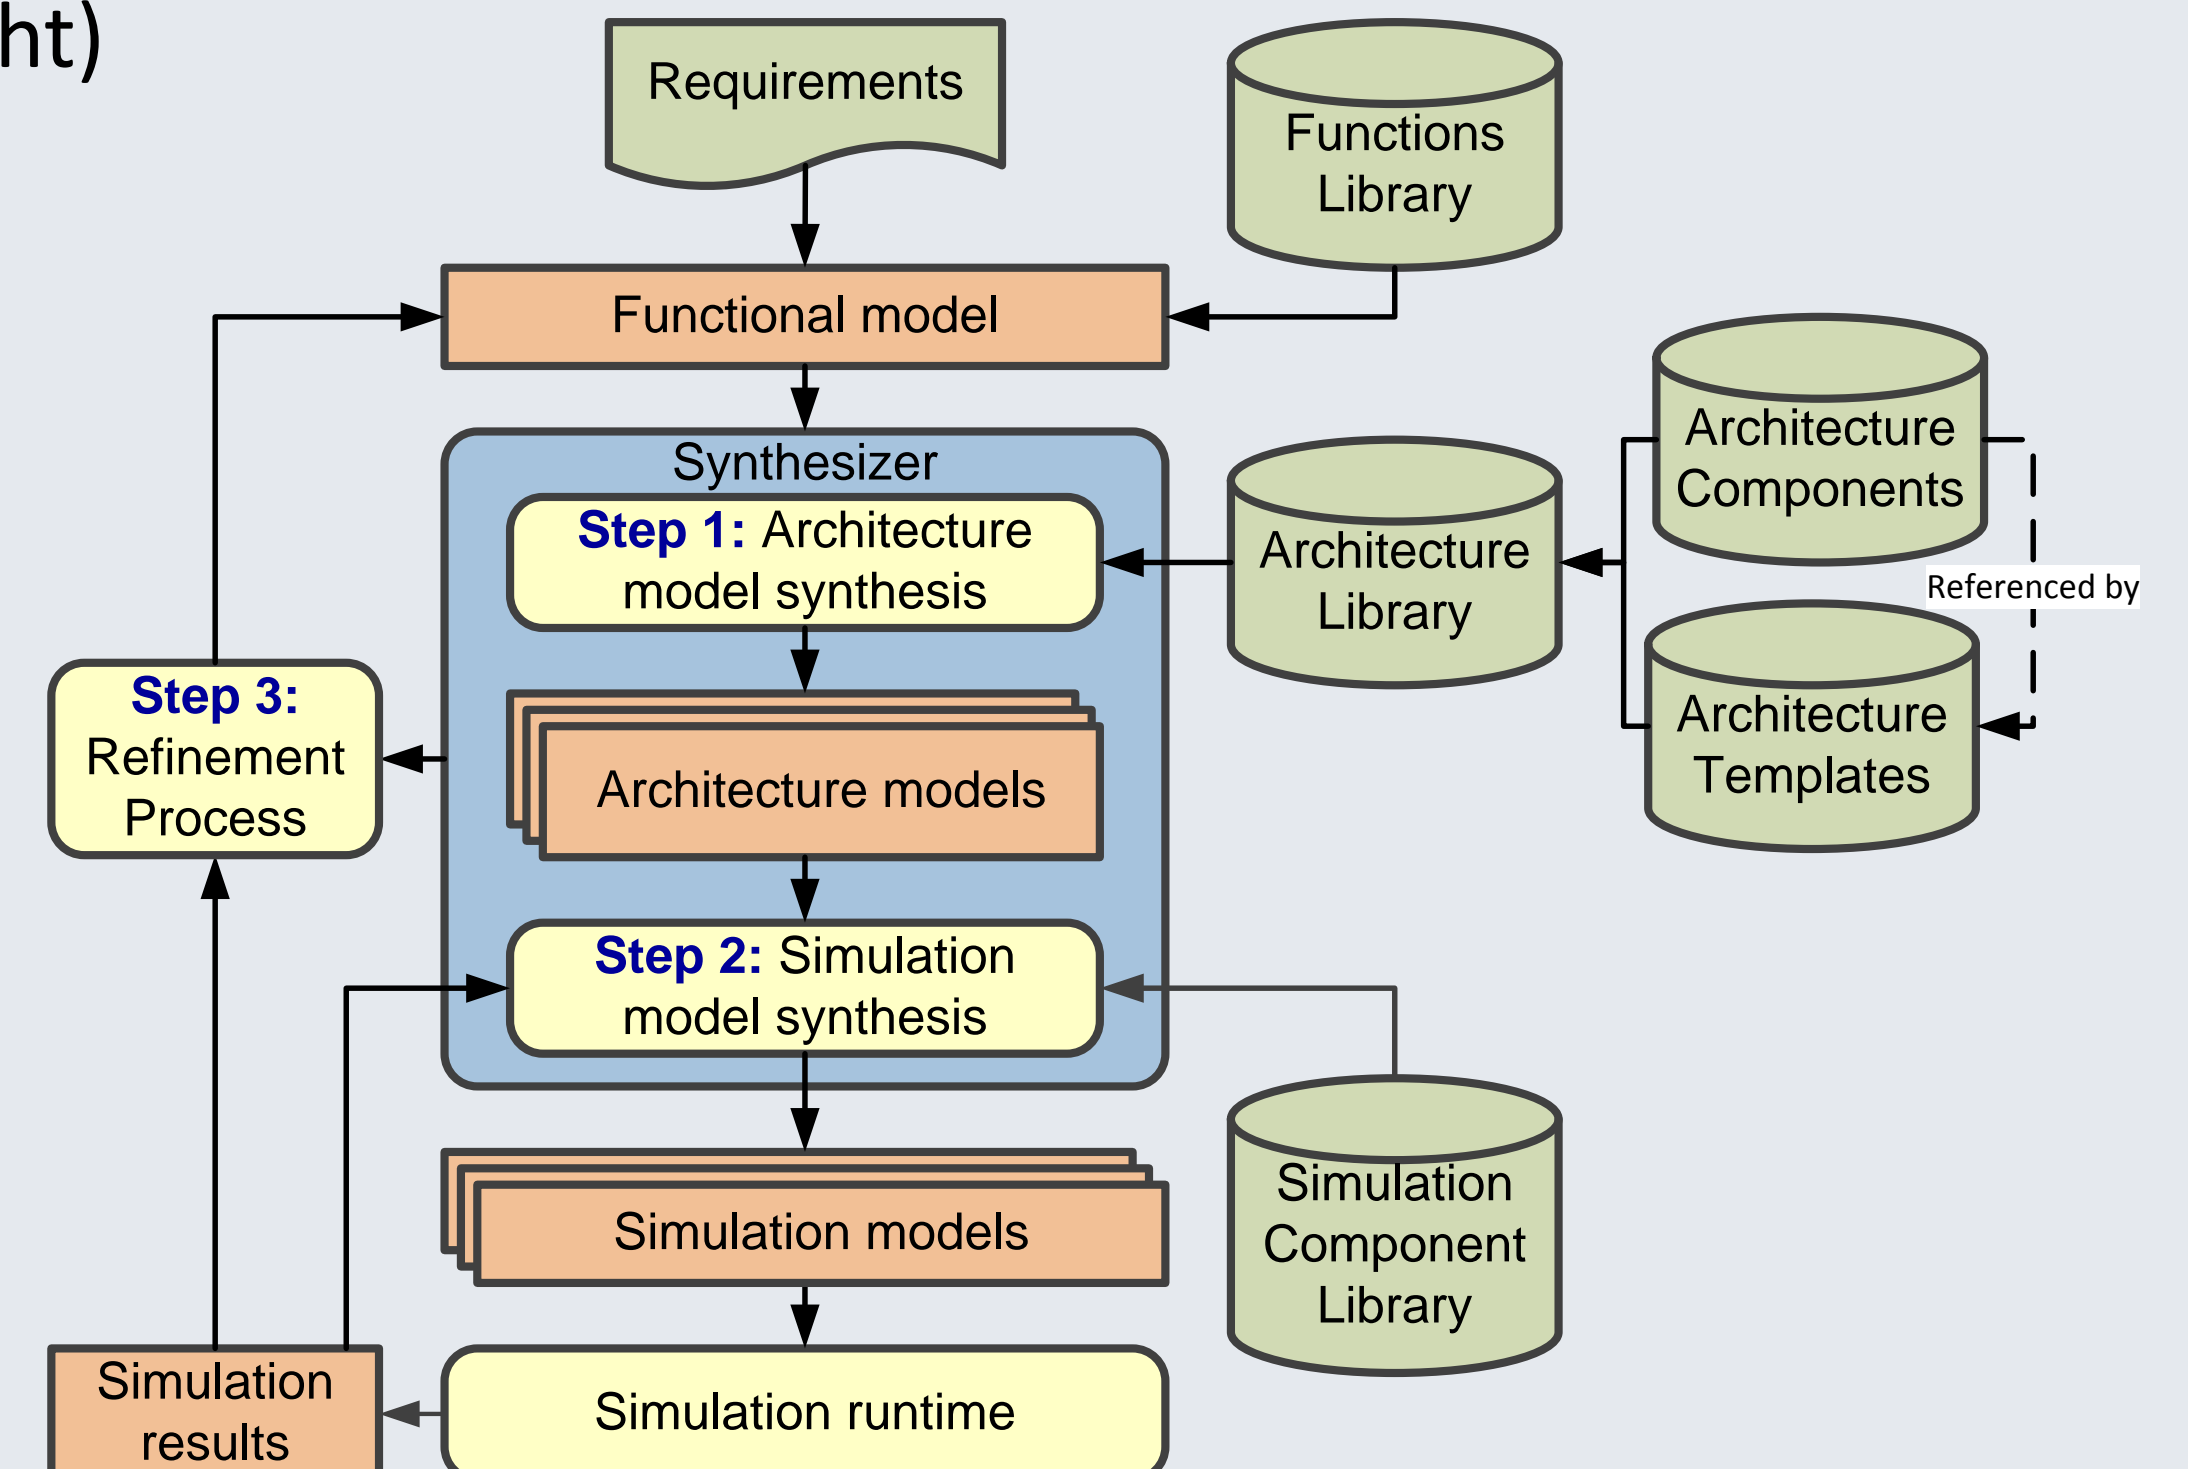 ht)
Requirements
Functions
Library
Functional model
Synthesizer
Step 1: Architecture
model synthesis
Architecture
Library
Architecture
Components
Referenced by
Architecture
Templates
Step 3:
Refinement
Process
Architecture models
Step 2: Simulation
model synthesis
Simulation models
Simulation
Component
Library
Simulation
results
Simulation runtime